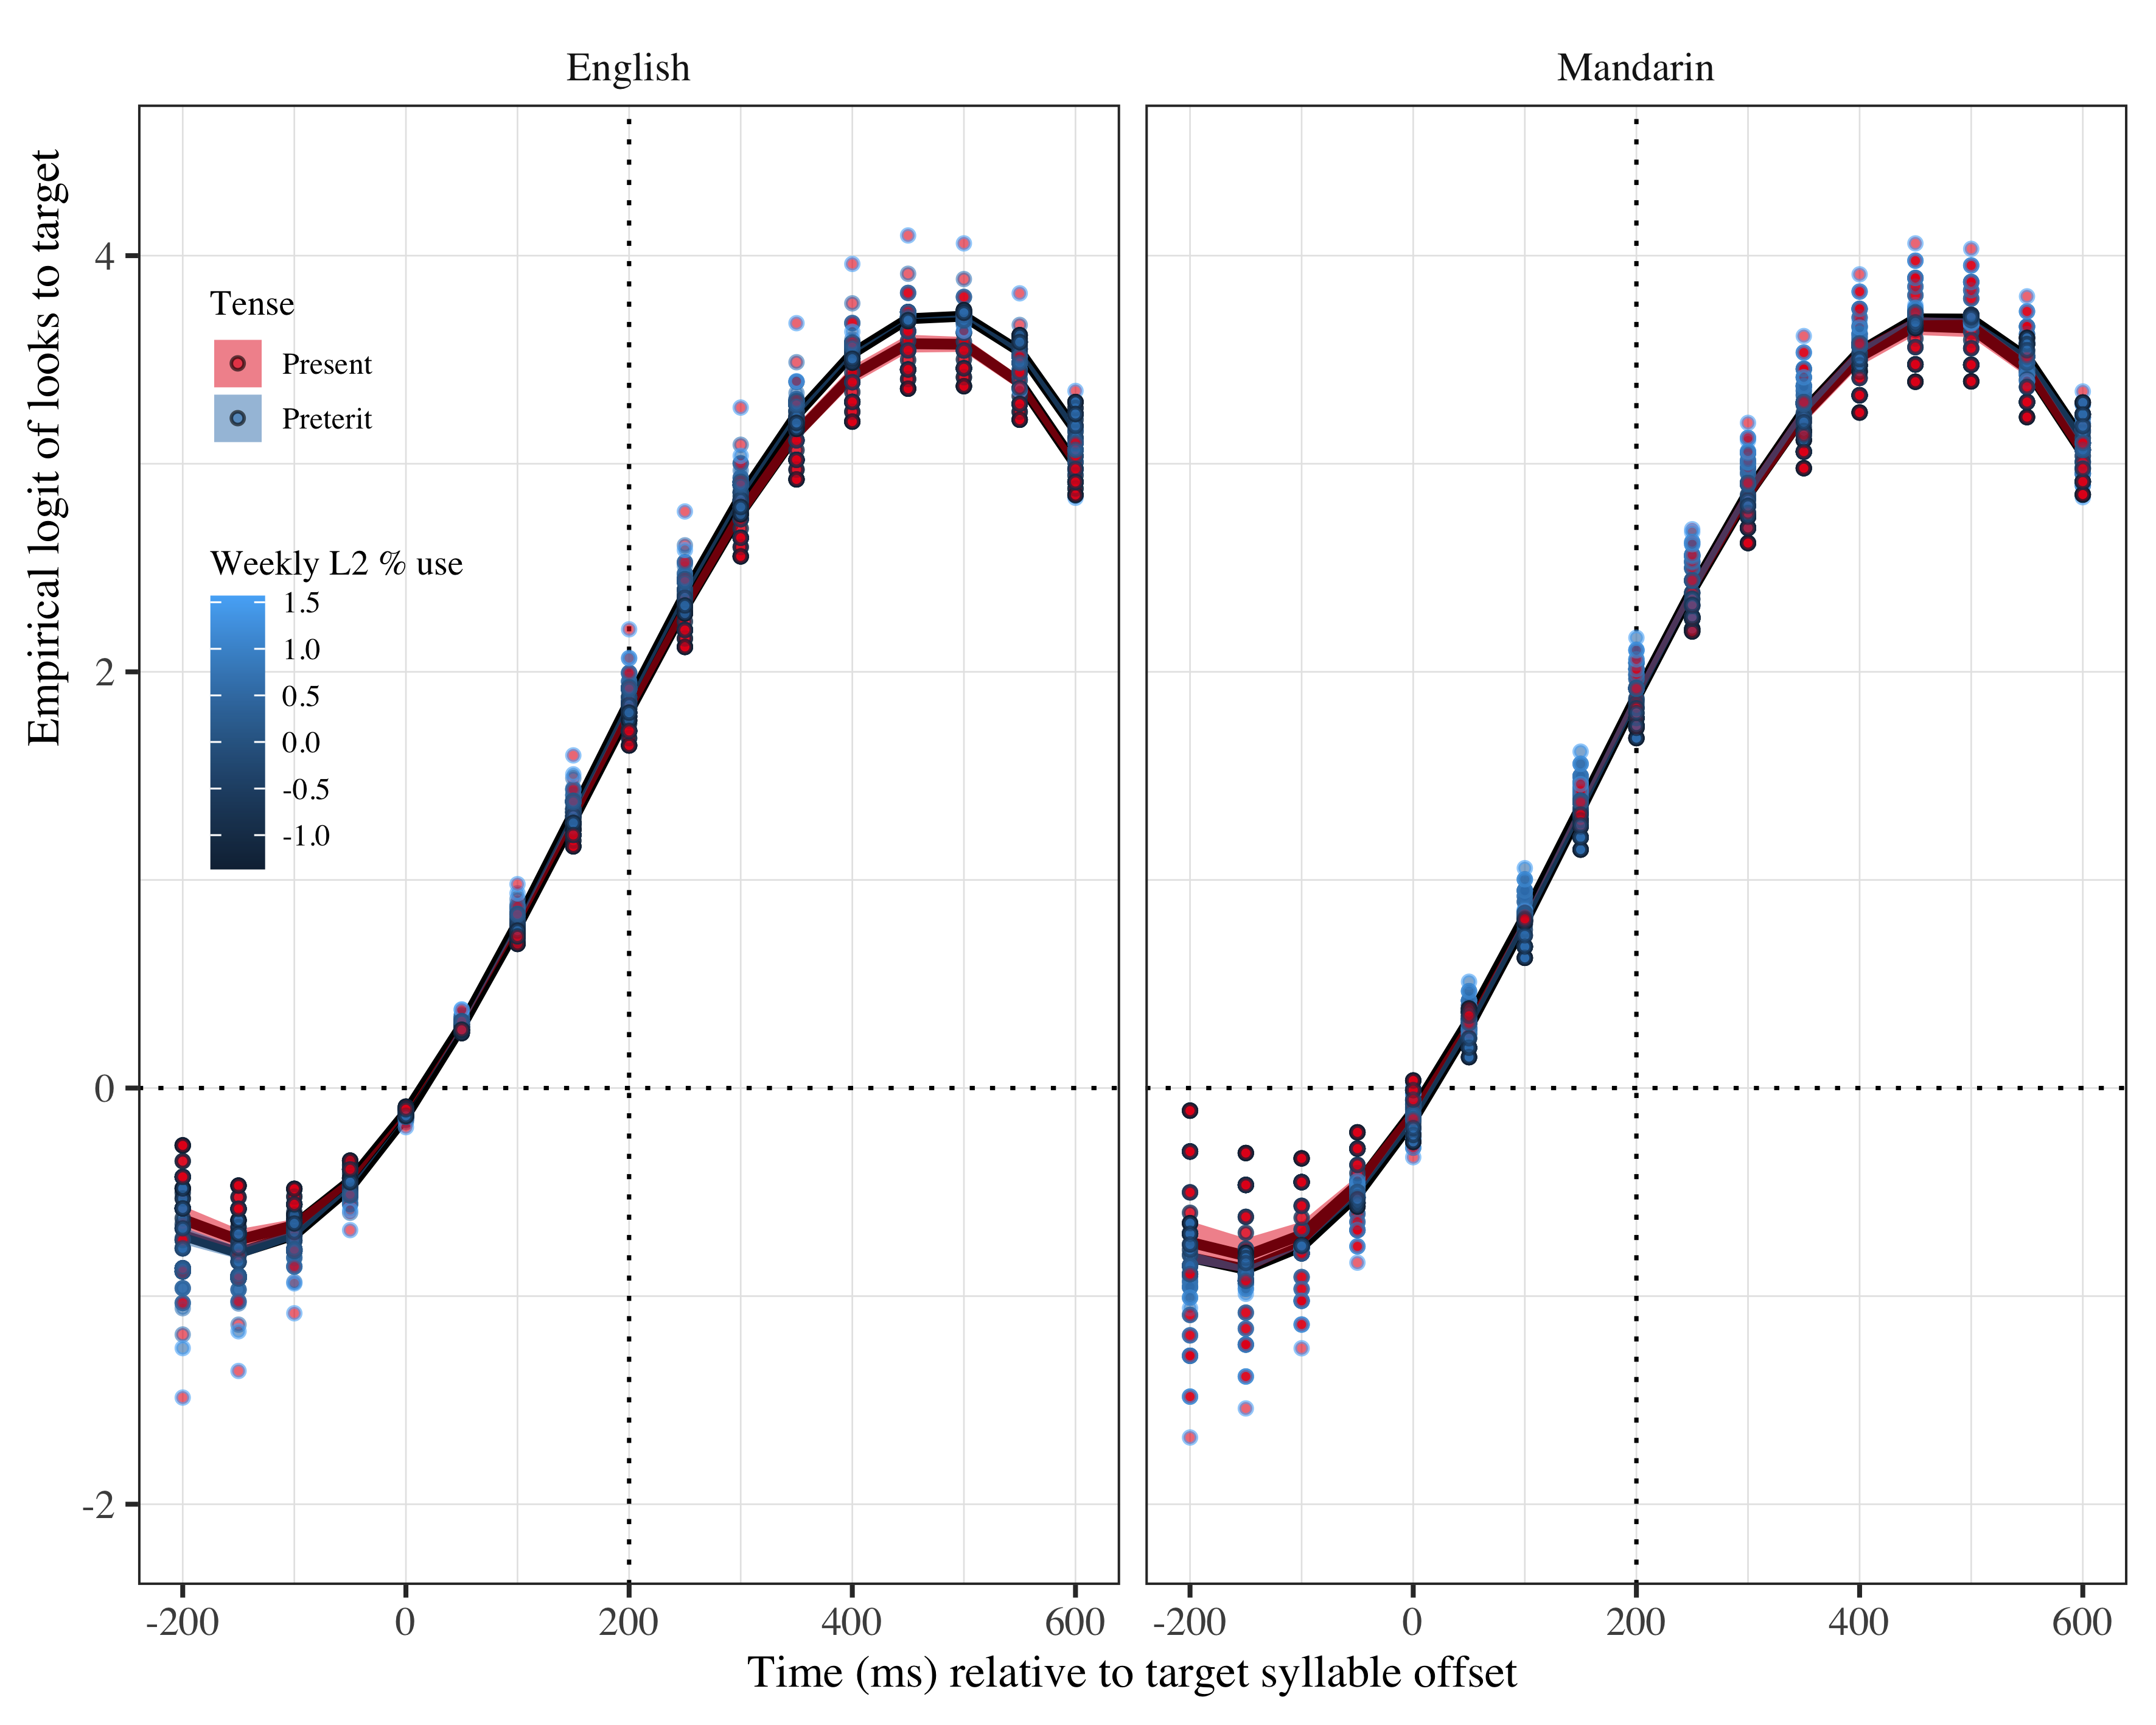 English
Mandarin
Empirical logit of looks to target
4
2
0
-2
Tense
Present
Preterit
Weekly L2 % use
1.5
1.0
0.5
0.0
-0.5
-1.0
-200 0 200 400 600
-200 0 200 400 600
Time (ms) relative to target syllable offset